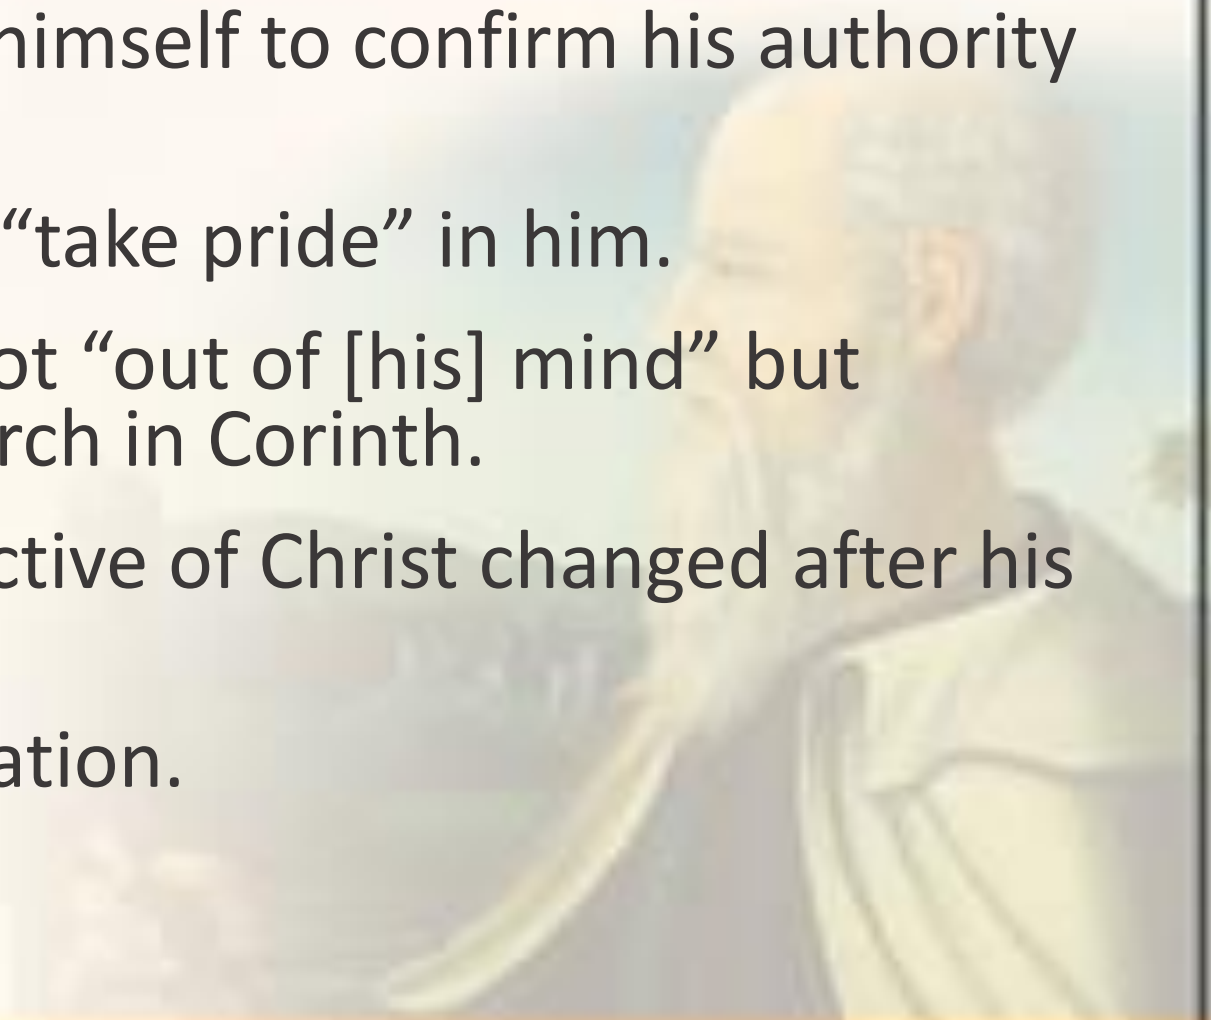 himself to confirm his authority
“take pride” in him.
ot “out of [his] mind” but
rch in Corinth.
ctive of Christ changed after his
ation.